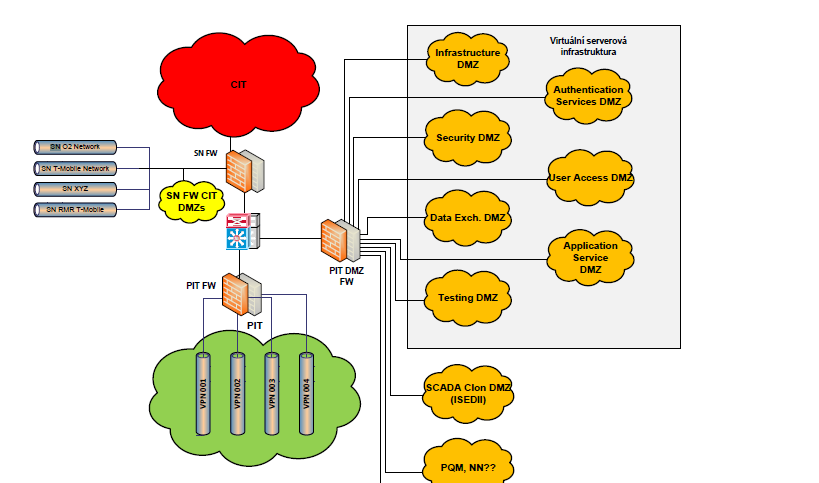 Virtuální serverová
infrastruktura
Infrastructure
DMZ
CIT
Authentication
Services DMZ
Security DMZ
SN O2 Network
SN FW
SN T-Mobile Network
User Access DMZ
SN XYZ
SN FW CIT
DMZs
SN RMR T-Mobile
Data Exch. DMZ
Application
Service
DMZ
PIT DMZ
FW
PIT FW
Testing DMZ
PIT
VPN 001
VPN 002
VPN 003
VPN 004
SCADA Clon DMZ
(ISEDII)
PQM, NN??